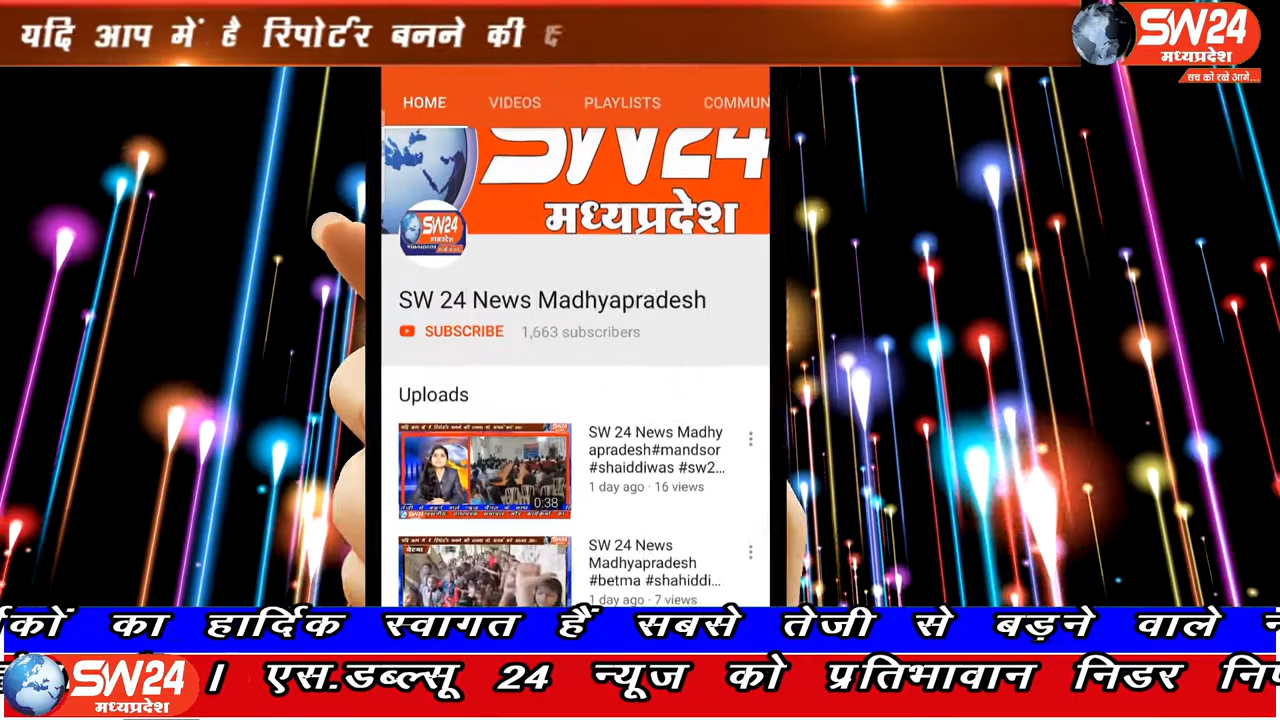 यदि आप में है रिपोर्टर बनने की
SW24
मध्यप्रदेश
सच को रखे आगे...
HOME VIDEOS PLAYLISTS COMMUN
SW24
मध्यप्रदेश
SW24
SW 24 News Madhyapradesh
SUBSCRIBE 1,663 subscribers
Uploads
SW 24 News Madhy
apradesh#mandsor
#shaiddiwas #sw2...
1 day ago · 16 views
0:38
SW 24 News
Madhyapradesh
#betma #shahiddi...
1 day ago · 7 views
का हार्दिक स्वागत हैं सबसे तेजी से बड़ने वाले
SW24
मध्यप्रदेश
। एस.डब्ल्सू 24 न्यूज को प्रतिभावान निडर